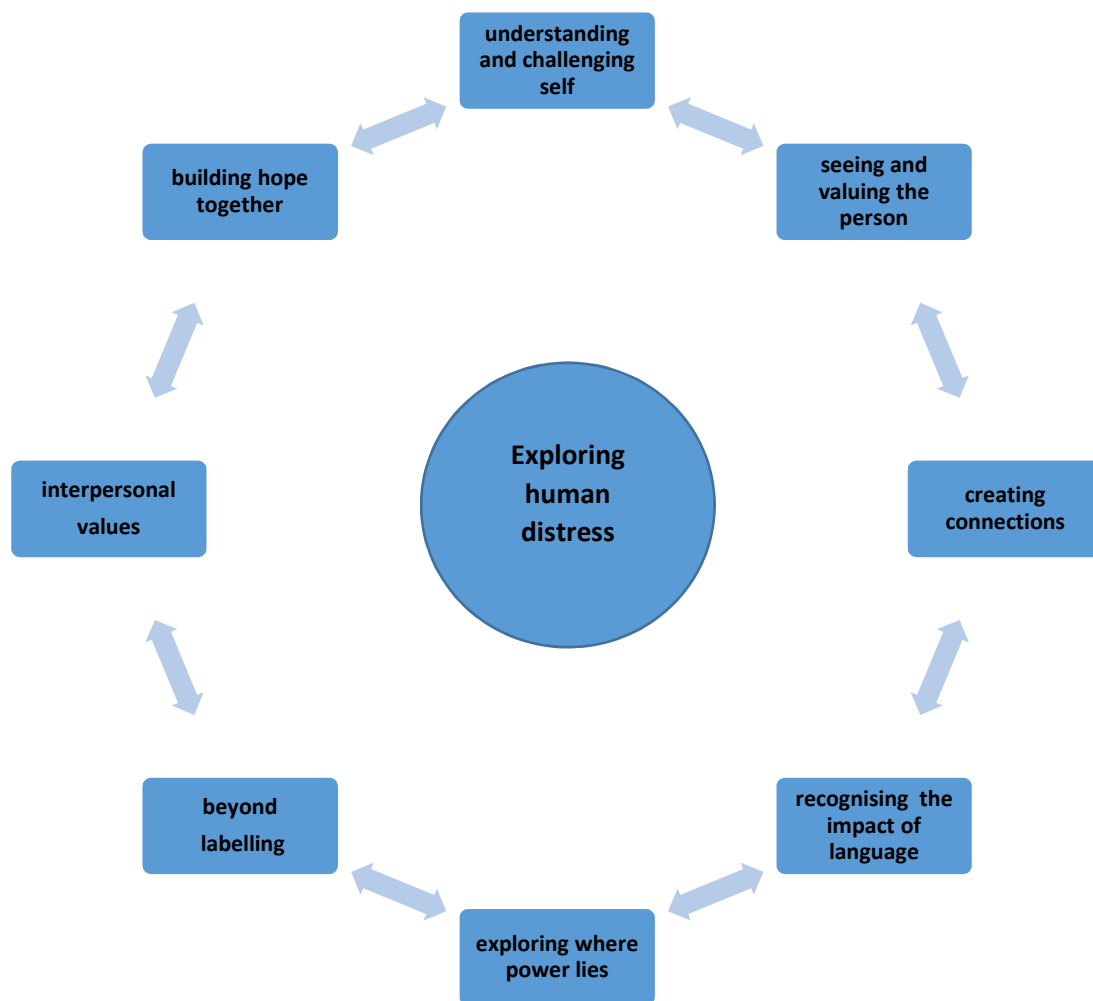 understanding
and challenging
self
seeing and
valuing the
person
creating
connections
recognising  the
impact of
language
exploring where
power lies
beyond
labelling
interpersonal
values
building hope
together
Exploring
human
distress